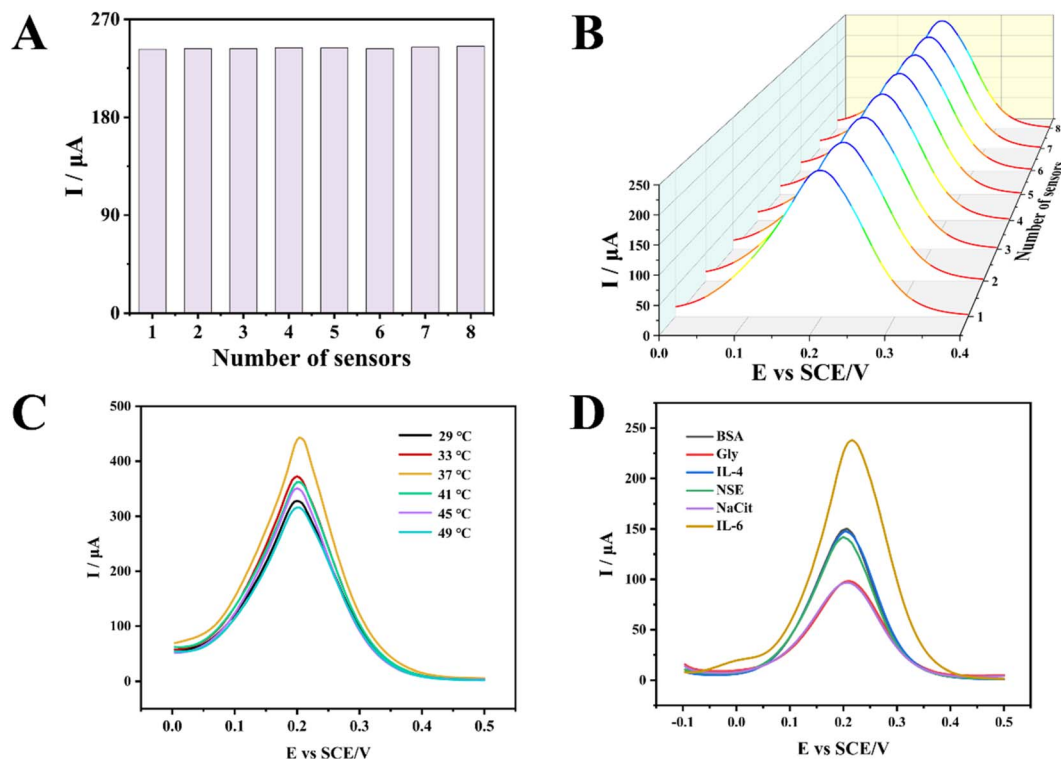 A
I / μA
270
180
90
0
1 2 3 4 5 6 7 8
Number of sensors
B
I / μA
250
200
150
100
50
0
0.0 0.1 0.2 0.3 0.4
E vs SCE/V
1
2
3
4
5
6
7
8
Number of sensors
C
I / μA
500
400
300
200
100
0
0.0 0.1 0.2 0.3 0.4 0.5
E vs SCE/V
29 °C
33 °C
37 °C
41 °C
45 °C
49 °C
D
I / μA
250
200
150
100
50
0
-0.1 0.0 0.1 0.2 0.3 0.4 0.5
E vs SCE/V
BSA
Gly
IL-4
NSE
NaCit
IL-6